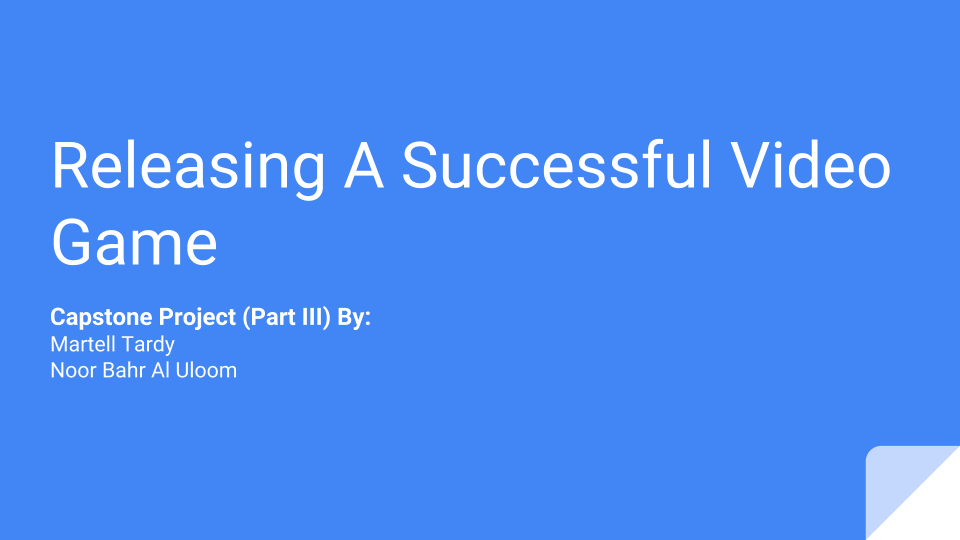 Releasing A Successful Video
Game
Capstone Project (Part III) By:
Martell Tardy
Noor Bahr Al Uloom